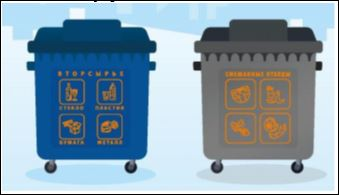 ВТОРСЫРЬЕ
СТЕКЛО ПЛАСТИК
БУМАГА МЕТАЛЛ
СМЕШАННЫЕ ОТХОДЫ